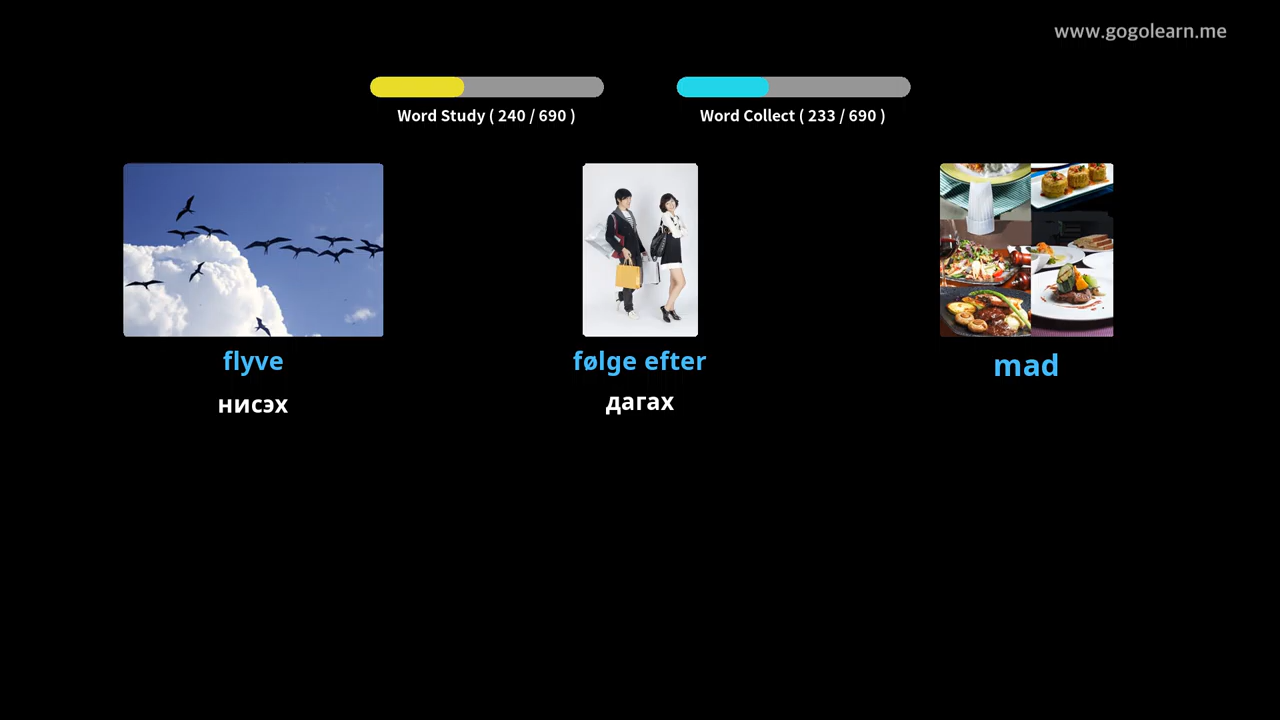 www.gogolearn.me
Word Study ( 240 / 690 )
Word Collect ( 233 / 690 )
flyve
følge efter
mad
нисэх
дагах